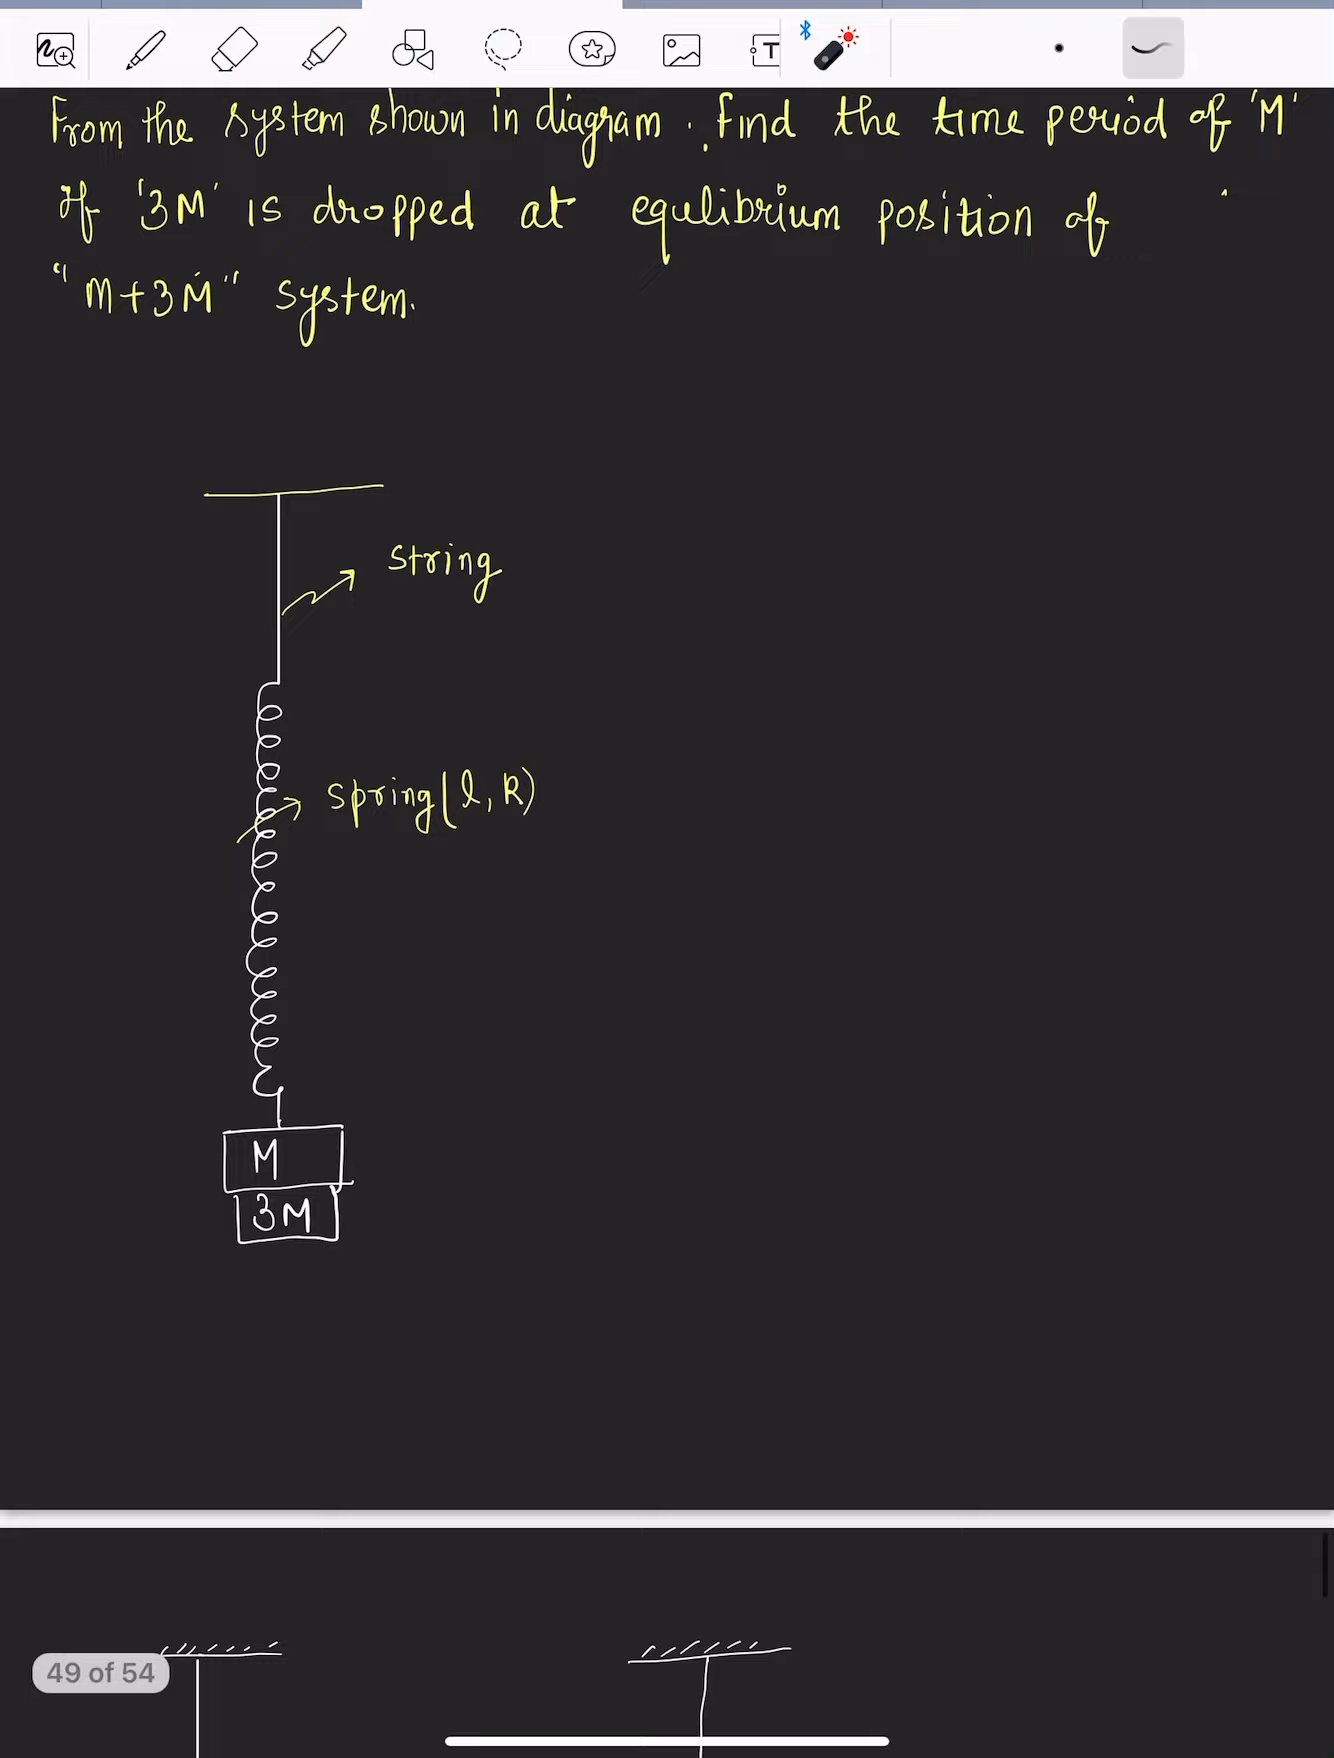 From the system shown in diagram. Find the time period of 'M'
If '3M' is dropped at equlibrium position of
"M+3M" system.
string
spring(l, K)
M
3M
49 of 54